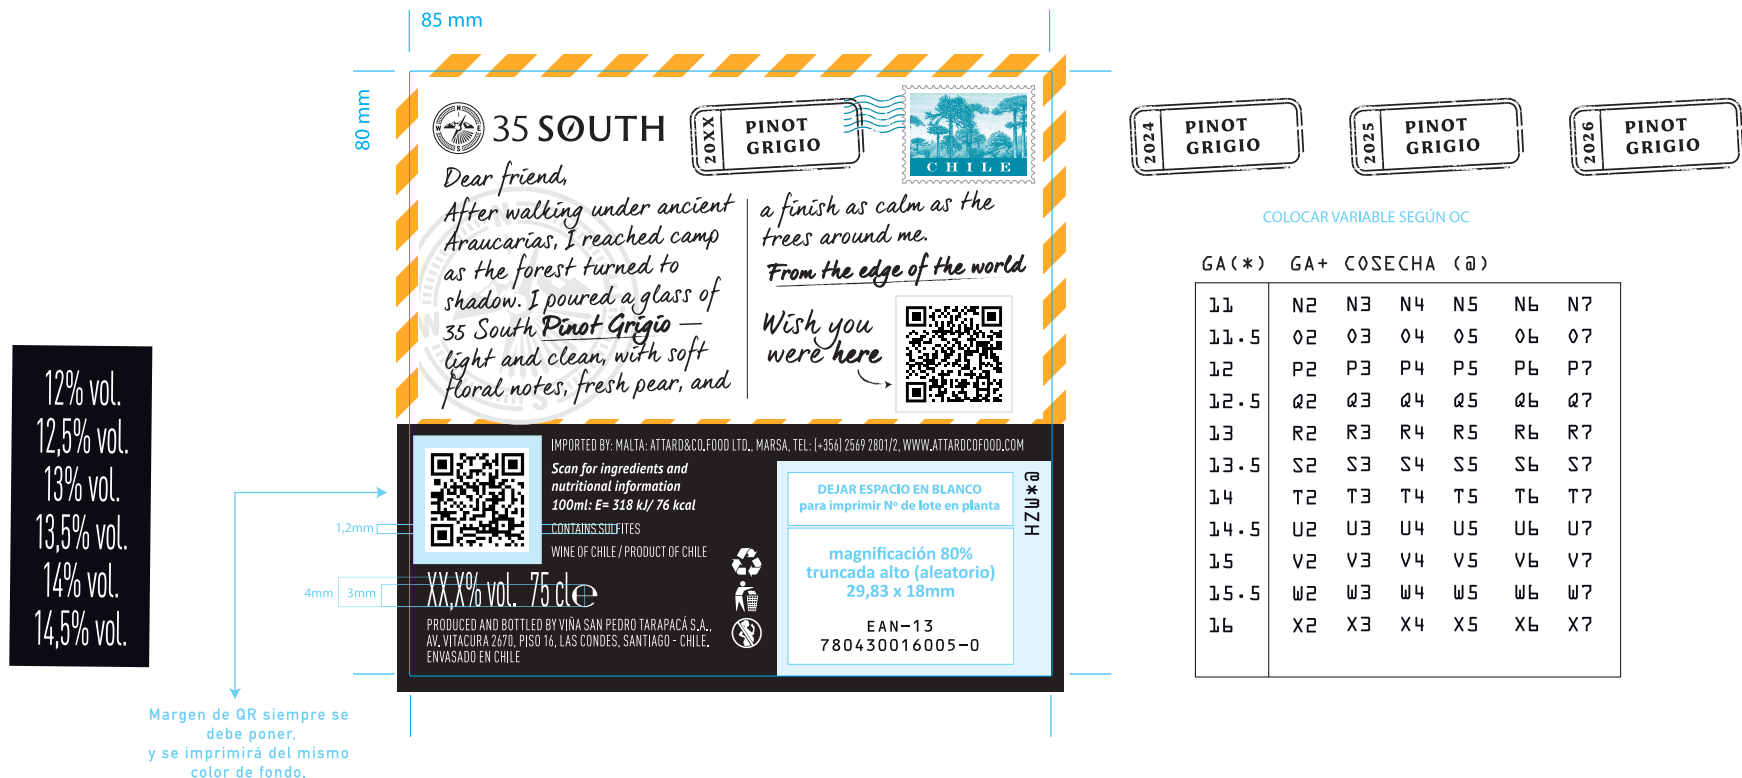 85 mm
80 mm
35 SOUTH
20XX
PINOT
GRIGIO
CHILE
Dear friend,
After walking under ancient
Araucarías, I reached camp
as the forest turned to
shadow. I poured a glass of
35 South Pinot Grigio —
light and clean, with soft
floral notes, fresh pear, and
a finish as calm as the
trees around me.
From the edge of the world
Wish you
were here
N
E
S
W
IMPORTED BY: MALTA: ATTARD&CO.FOOD LTD., MARSA, TEL: (+356) 2569 2801/2, WWW.ATTARDCOFOOD.COM
Scan for ingredients and
nutritional information
100ml: E= 318 kJ/ 76 kcal
CONTAINS SULFITES
WINE OF CHILE / PRODUCT OF CHILE
XX,X% vol. 75 cl e
PRODUCED AND BOTTLED BY VIÑA SAN PEDRO TARAPACÁ S.A.,
AV. VITACURA 2670, PISO 16, LAS CONDES, SANTIAGO - CHILE.
ENVASADO EN CHILE
DEJAR ESPACIO EN BLANCO
para imprimir Nº de lote en planta
magnificación 80%
truncada alto (aleatorio)
29,83 x 18mm
EAN-13
780430016005-0
HZM*@
1,2mm
4mm
3mm
12% vol.
12,5% vol.
13% vol.
13,5% vol.
14% vol.
14,5% vol.
Margen de QR siempre se
debe poner,
y se imprimirá del mismo
color de fondo,
2024
PINOT
GRIGIO
2025
PINOT
GRIGIO
2026
PINOT
GRIGIO
COLOCAR VARIABLE SEGÚN OC
GA(*) GA+ COSECHA (@)
11 N2 N3 N4 N5 N6 N7
11.5 O2 O3 O4 O5 O6 O7
12 P2 P3 P4 P5 P6 P7
12.5 Q2 Q3 Q4 Q5 Q6 Q7
13 R2 R3 R4 R5 R6 R7
13.5 S2 S3 S4 S5 S6 S7
14 T2 T3 T4 T5 T6 T7
14.5 U2 U3 U4 U5 U6 U7
15 V2 V3 V4 V5 V6 V7
15.5 W2 W3 W4 W5 W6 W7
16 X2 X3 X4 X5 X6 X7